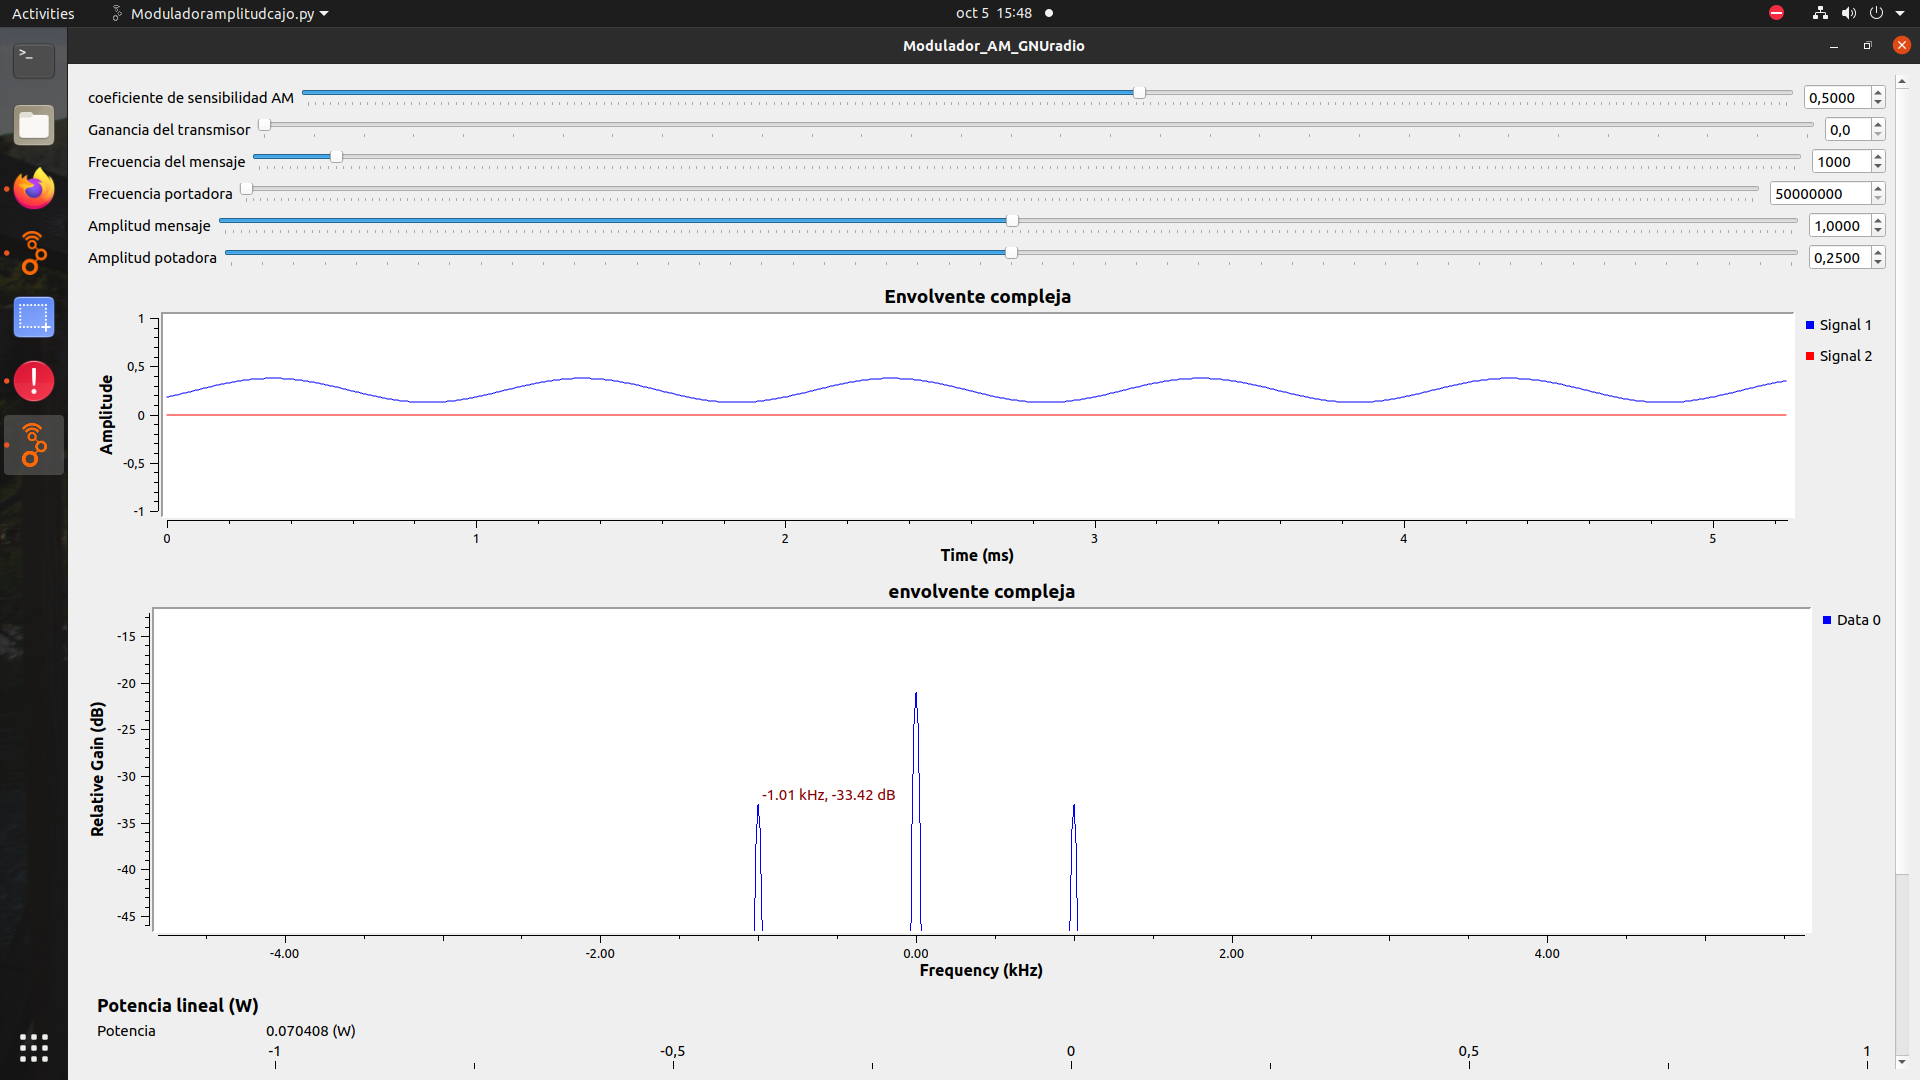 Activities Moduladoramplitudcajo.py oct 5 15:48
Modulador_AM_GNUradio
coeficiente de sensibilidad AM 0,5000
Ganancia del transmisor 0,0
Frecuencia del mensaje 1000
Frecuencia portadora 50000000
Amplitud mensaje 1,0000
Amplitud potadora 0,2500
Envolvente compleja
Amplitude
1
0,5
0
-0,5
-1
Signal 1
Signal 2
0 1 2 3 4 5
Time (ms)
envolvente compleja
Relative Gain (dB)
-15
-20
-25
-30
-35
-40
-45
Data 0
-1.01 kHz, -33.42 dB
-4.00 -2.00 0.00 2.00 4.00
Frequency (kHz)
Potencia lineal (W)
Potencia 0.070408 (W)
-1 -0,5 0 0,5 1